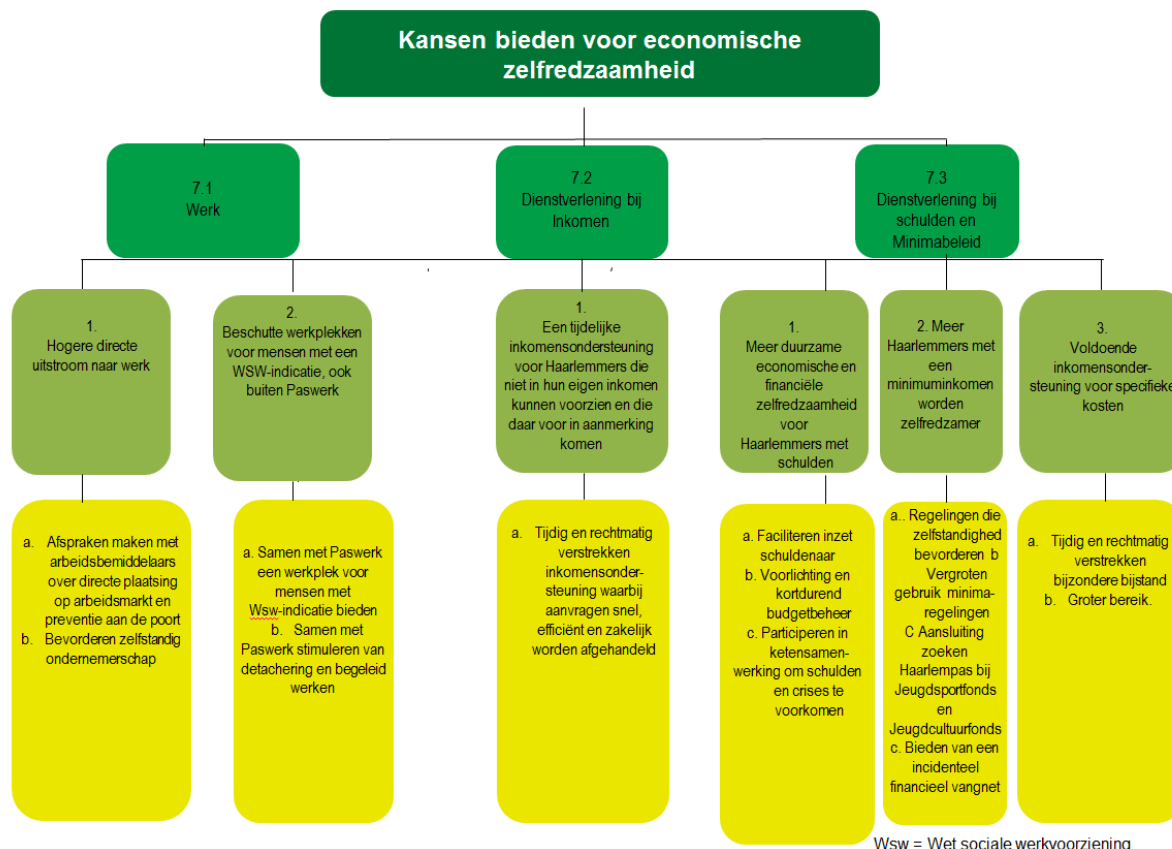 Kansen bieden voor economische
zelfredzaamheid
7.1
Werk
7.2
Dienstverlening bij
Inkomen
7.3
Dienstverlening bij
schulden en
Minimabeleid
1.
Hogere directe
uitstroom naar werk
2.
Beschutte werkplekken
voor mensen met een
WSW-indicatie, ook
buiten Paswerk
1.
Een tijdelijke
inkomensondersteuning
voor Haarlemmers die
niet in hun eigen inkomen
kunnen voorzien en die
daar voor in aanmerking
komen
1.
Meer duurzame
economische en
financiële
zelfredzaamheid
voor
Haarlemmers met
schulden
2. Meer
Haarlemmers met
een
minimuminkomen
worden
zelfredzamer
3.
Voldoende
inkomensonder-
steuning voor specifieke
kosten
a. Afspraken maken met
arbeidsbemiddelaars
over directe plaatsing
op arbeidsmarkt en
preventie aan de poort
b. Bevorderen zelfstandig
ondernemerschap
a. Samen met Paswerk
een werkplek voor
mensen met
Wsw-indicatie bieden
b. Samen met
Paswerk stimuleren van
detachering en begeleid
werken
a. Tijdig en rechtmatig
verstrekken
inkomensonder-
steuning waarbij
aanvragen snel,
efficiënt en zakelijk
worden afgehandeld
a. Faciliteren inzet
schuldenaar
b. Voorlichting en
kortdurend
budgetbeheer
c. Participeren in
ketensamen-
werking om schulden
en crises te
voorkomen
a.. Regelingen die
zelfstandigheid
bevorderen b
Vergroten
gebruik minima-
regelingen
C Aansluiting
zoeken
Haarlempas bij
Jeugdsportfonds
en
Jeugdcultuurfonds
c. Bieden van een
incidenteel
financieel vangnet
a. Tijdig en rechtmatig
verstrekken
bijzondere bijstand
b. Groter bereik.
Wsw = Wet sociale werkvoorziening